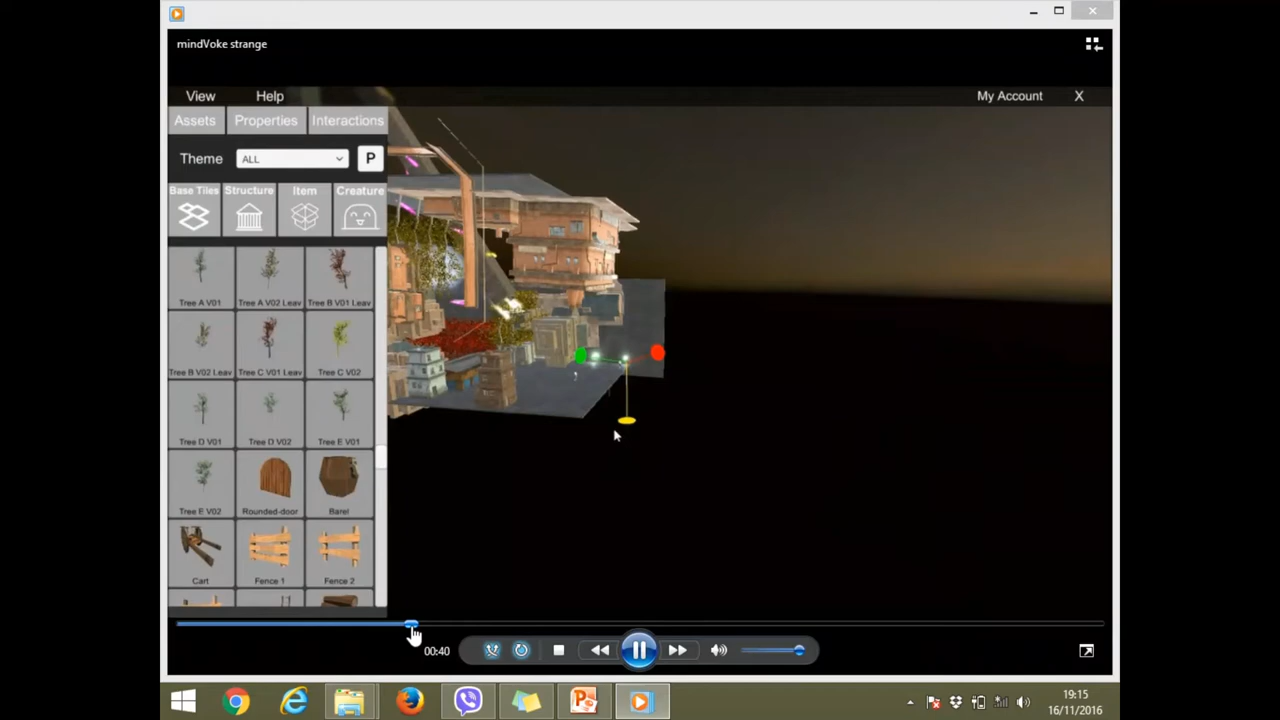 mindVoke strange
View Help My Account X
Assets Properties Interactions
Theme ALL P
Base Tiles Structure Item Creature
Tree A V01 Tree A V02 Leav Tree B V01 Leav
Tree B V02 Leav Tree C V01 Leav Tree C V02
Tree D V01 Tree D V02 Tree E V01
Tree E V02 Rounded-door Barel
Cart Fence 1 Fence 2
00:40
19:15
16/11/2016